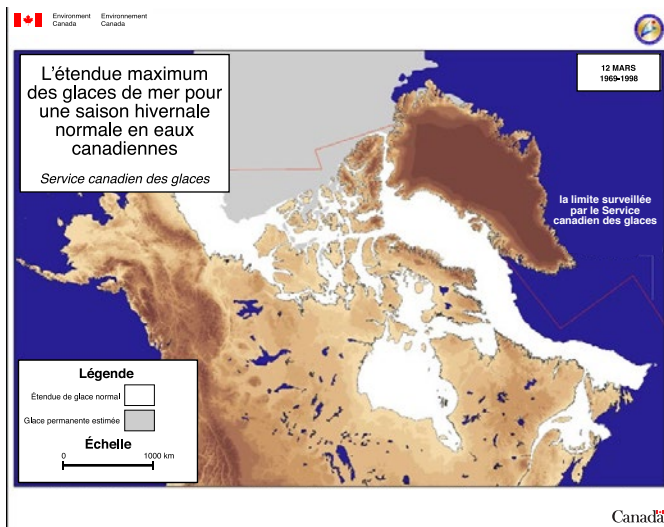 Environment Environnement
Canada Canada
L'étendue maximum
des glaces de mer pour
une saison hivernale
normale en eaux
canadiennes
Service canadien des glaces
12 MARS
1969-1998
la limite surveillée
par le Service
canadien des glaces
Légende
Étendue de glace normal
Glace permanente estimée
Échelle
0 1000 km
Canada